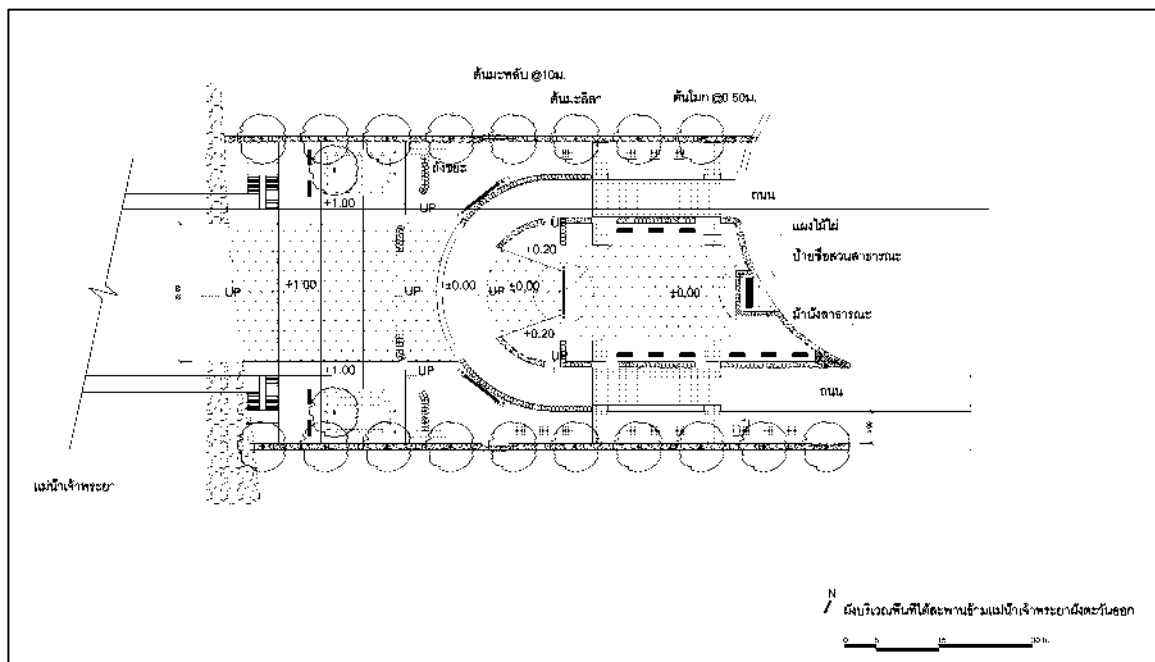 ต้นมะพลับ @10ม.
ต้นมะลิลา
ต้นโมก @0.50ม.
ถังขยะ
+1.00
UP
ถนน
UP
แผงไม้ไผ่
+0.20
ป้ายชื่อสวนสาธารณะ
UP
+1.00
UP
±0.00
UP
±0.00
±0.00
ม้านั่งสาธารณะ
+0.20
UP
+1.00
UP
ถนน
แม่น้ำเจ้าพระยา
N
ผังบริเวณพื้นที่ใต้สะพานข้ามแม่น้ำเจ้าพระยาฝั่งตะวันออก
0 5 15 30 ม.